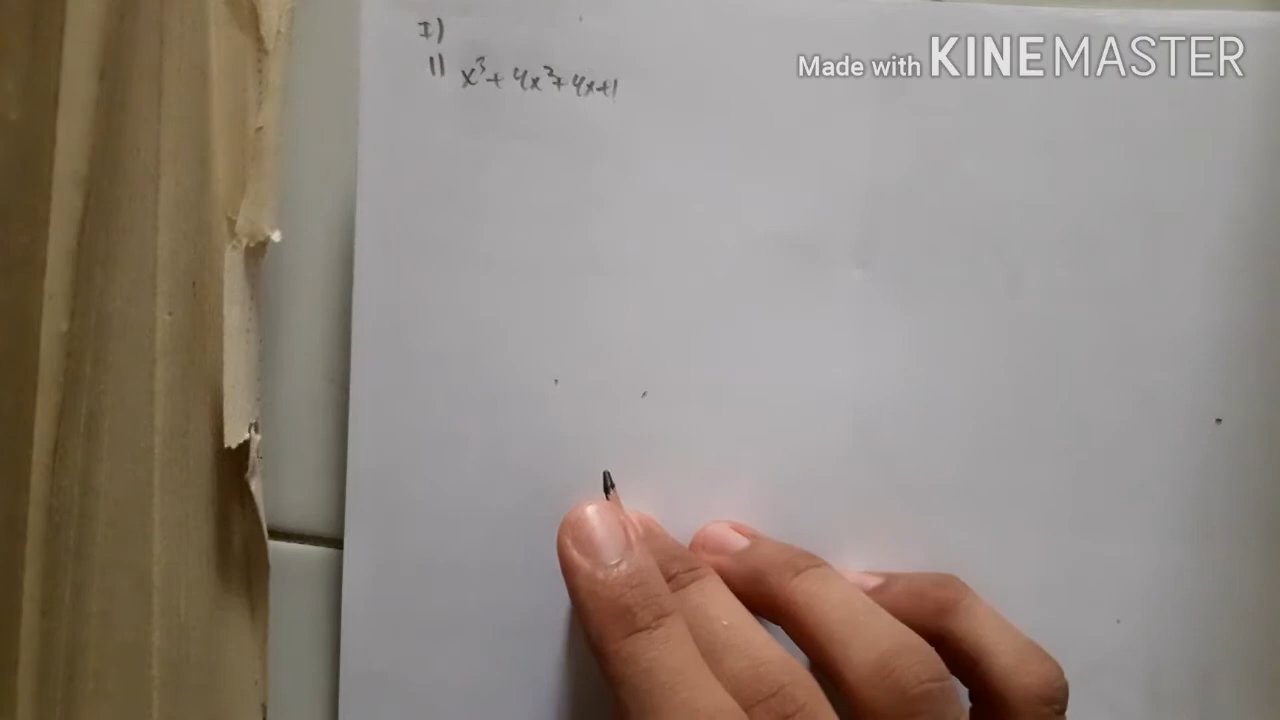 I)
1) x³ + 4x² + 4x + 1
Made with KINEMASTER